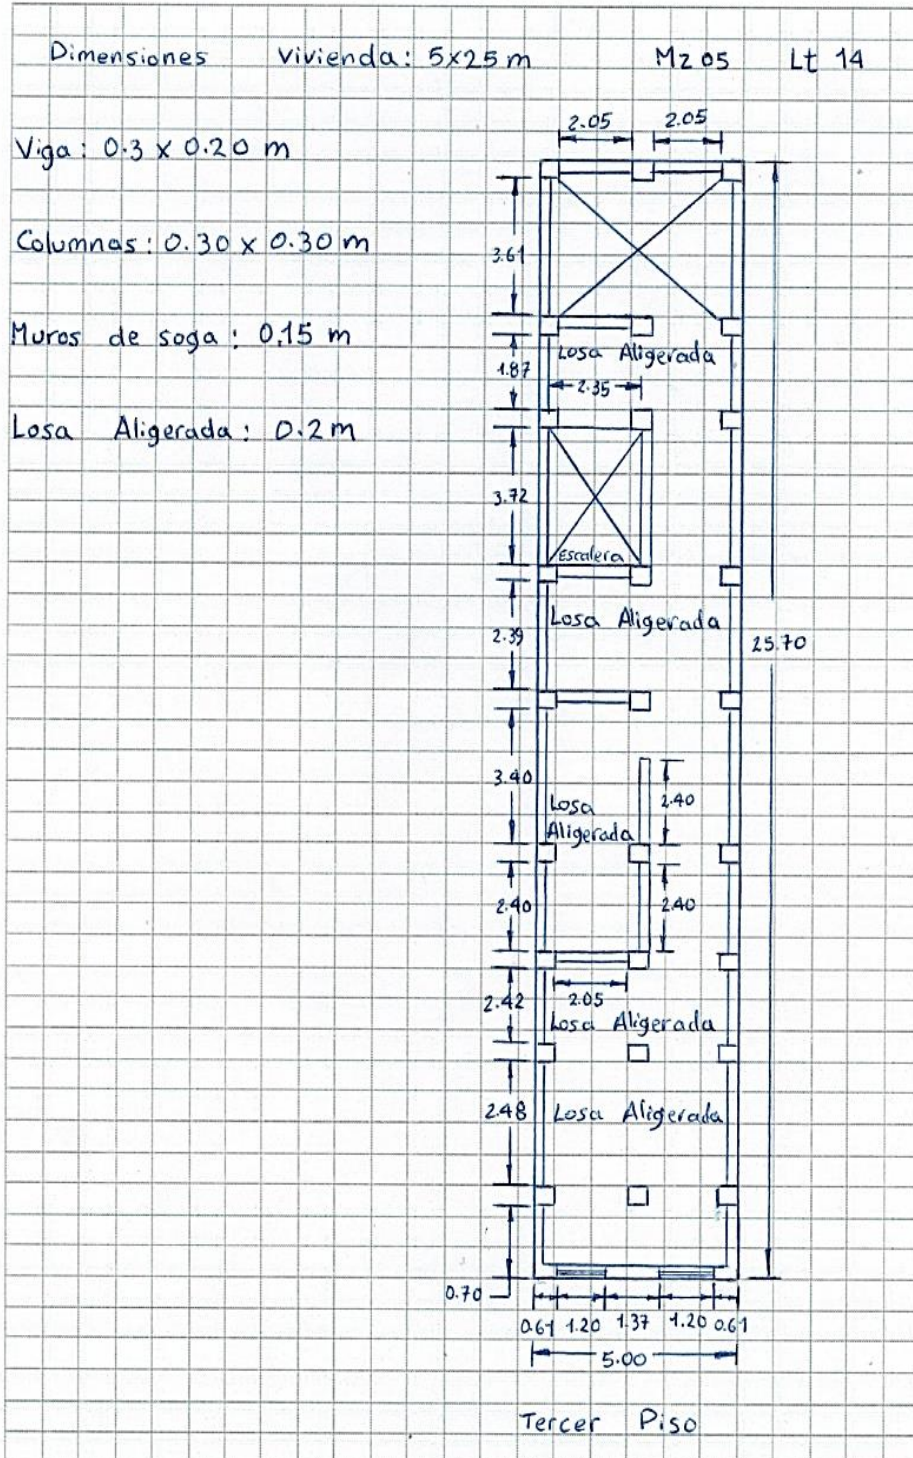 Dimensiones Vivienda: 5x25 m Mz 05 Lt 14
2.05 2.05
Viga: 0.3 x 0.20 m
Columnas: 0.30 x 0.30 m
3.61
Muros de soga: 0,15 m
Losa Aligerada
1.87
2.35
Losa Aligerada: 0.2 m
3.72
Escalera
Losa Aligerada
2.39
25.70
3.40
2.40
Losa
Aligerada
2.40
2.40
2.05
2.42
Losa Aligerada
2.48
Losa Aligerada
0.70
0.61 1.20 1.37 1.20 0.61
5.00
Tercer Piso